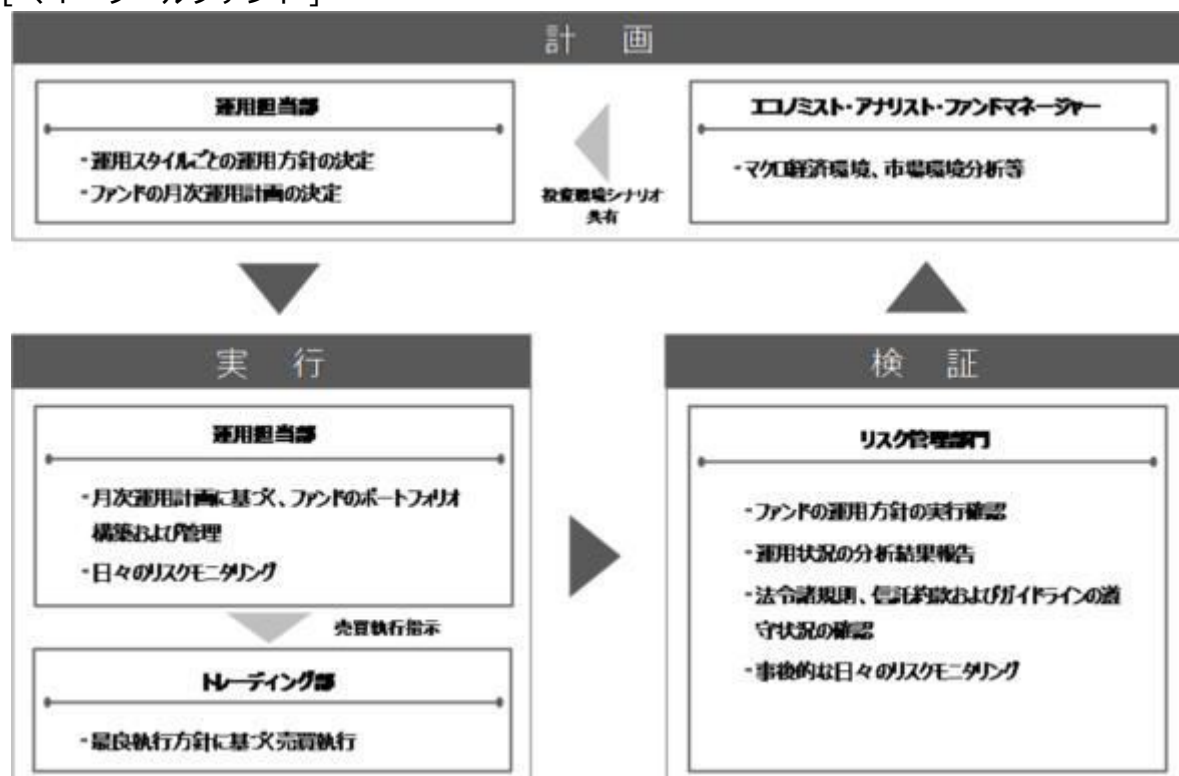 計 画
運用担当部
・運用スタイルごとの運用方針の決定
・ファンドの月次運用計画の決定
投資環境シナリオ
共有
エコノミスト・アナリスト・ファンドマネージャー
・マクロ経済環境、市場環境分析等
実 行
運用担当部
・月次運用計画に基づく、ファンドのポートフォリオ
構築および管理
・日々のリスクモニタリング
売買執行指示
トレーディング部
・最良執行方針に基づく売買執行
検 証
リスク管理部門
・ファンドの運用方針の実行確認
・運用状況の分析結果報告
・法令諸規則、信託約款およびガイドラインの遵
守状況の確認
・事後的な日々のリスクモニタリング